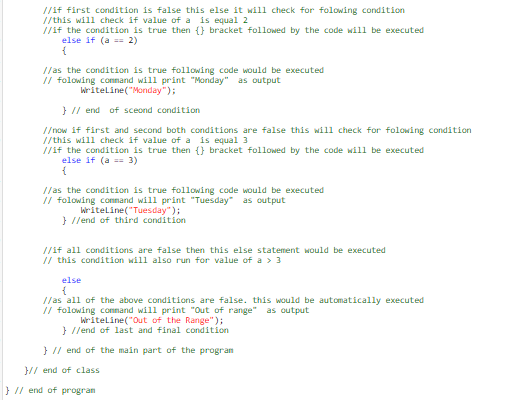 //if first condition is false this else it will check for folowing condition
//this will check if value of a  is equal 2
//if the condition is true then {} bracket followed by the code will be executed
else if (a == 2)
{
//as the condition is true following code would be executed
// folowing command will print "Monday"  as output
WriteLine("Monday");
} // end  of sceond condition
//now if first and second both conditions are false this will check for folowing condition
//this will check if value of a  is equal 3
//if the condition is true then {} bracket followed by the code will be executed
else if (a == 3)
{
//as the condition is true following code would be executed
// folowing command will print "Tuesday"  as output
WriteLine("Tuesday");
} //end of third condition
//if all conditions are false then this else statement would be executed
// this condition will also run for value of a > 3
else
{
//as all of the above conditions are false. this would be automatically executed
// folowing command will print "Out of range"  as output
WriteLine("Out of the Range");
} //end of last and final condition
} // end of the main part of the program
}// end of class
} // end of program